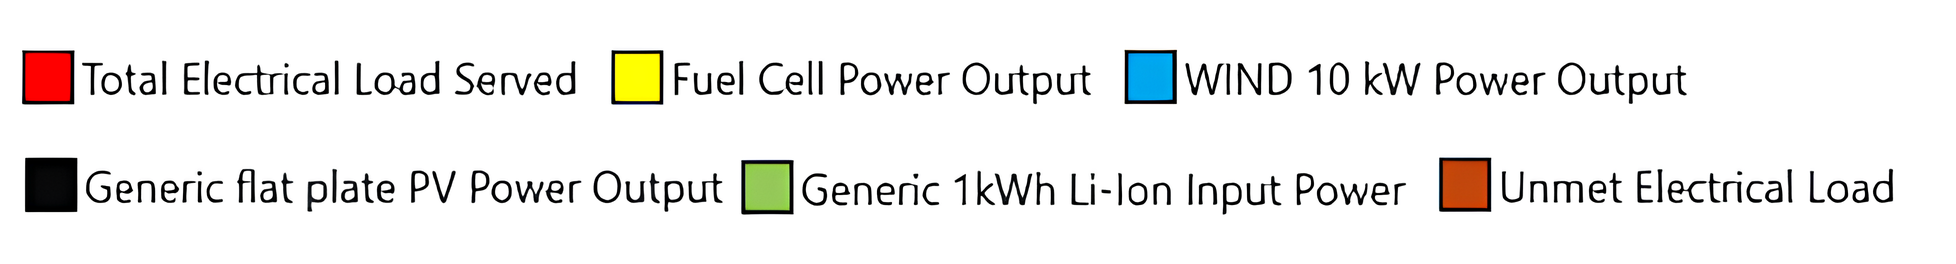 Total Electrical Load Served Fuel Cell Power Output WIND 10 kW Power Output
Generic flat plate PV Power Output Generic 1kWh Li-Ion Input Power Unmet Electrical Load